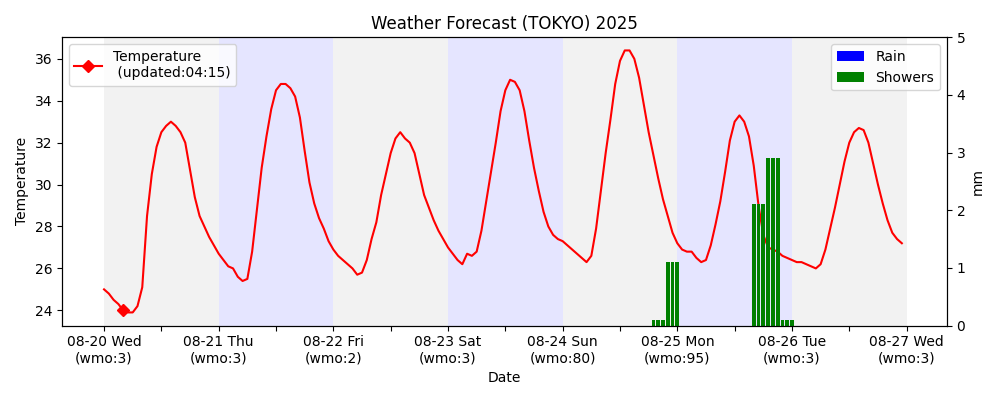 Weather Forecast (TOKYO) 2025
Temperature
(updated:04:15)
Rain
Showers
36
34
32
30
28
26
24
Temperature
5
4
3
2
1
0
mm
08-20 Wed
(wmo:3)
08-21 Thu
(wmo:3)
08-22 Fri
(wmo:2)
08-23 Sat
(wmo:3)
08-24 Sun
(wmo:80)
08-25 Mon
(wmo:95)
08-26 Tue
(wmo:3)
08-27 Wed
(wmo:3)
Date